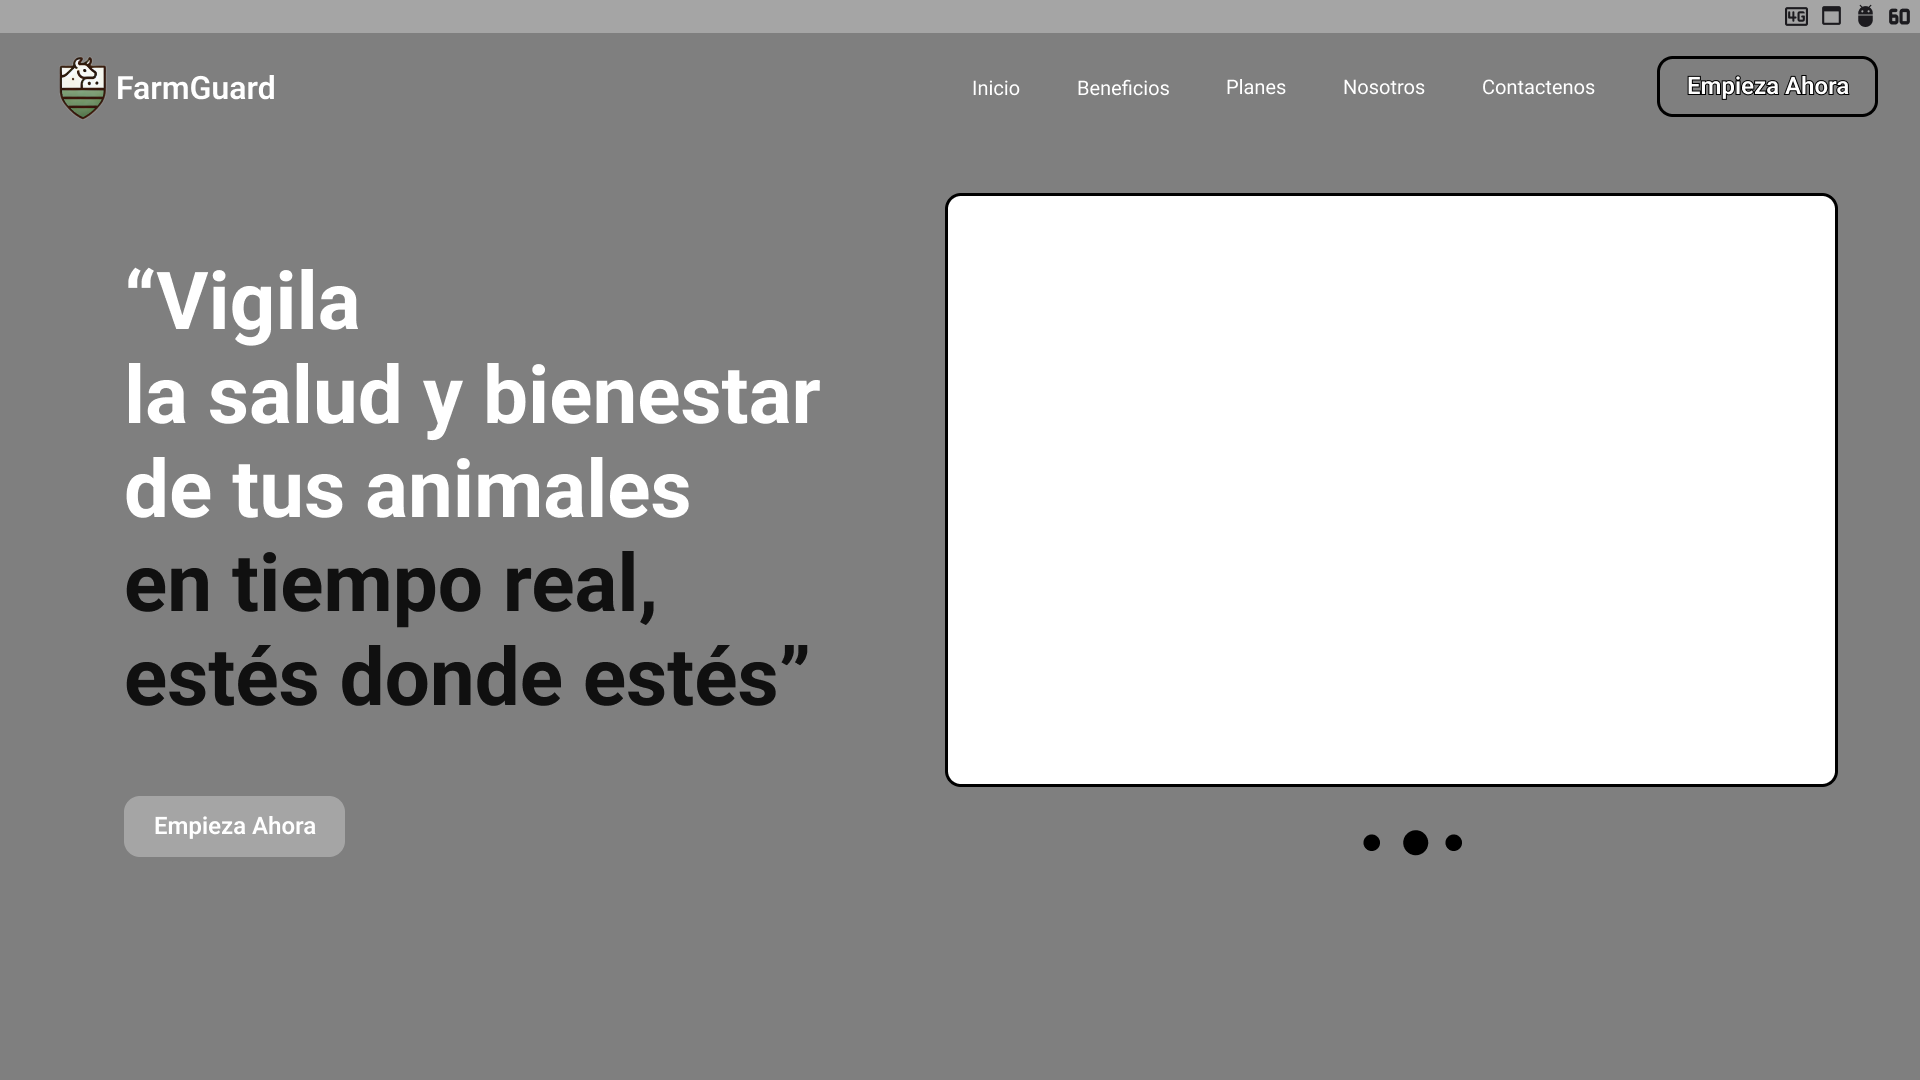 4G 60
FarmGuard
Inicio Beneficios Planes Nosotros Contactenos Empieza Ahora
“Vigila
la salud y bienestar
de tus animales
en tiempo real,
estés donde estés”
Empieza Ahora